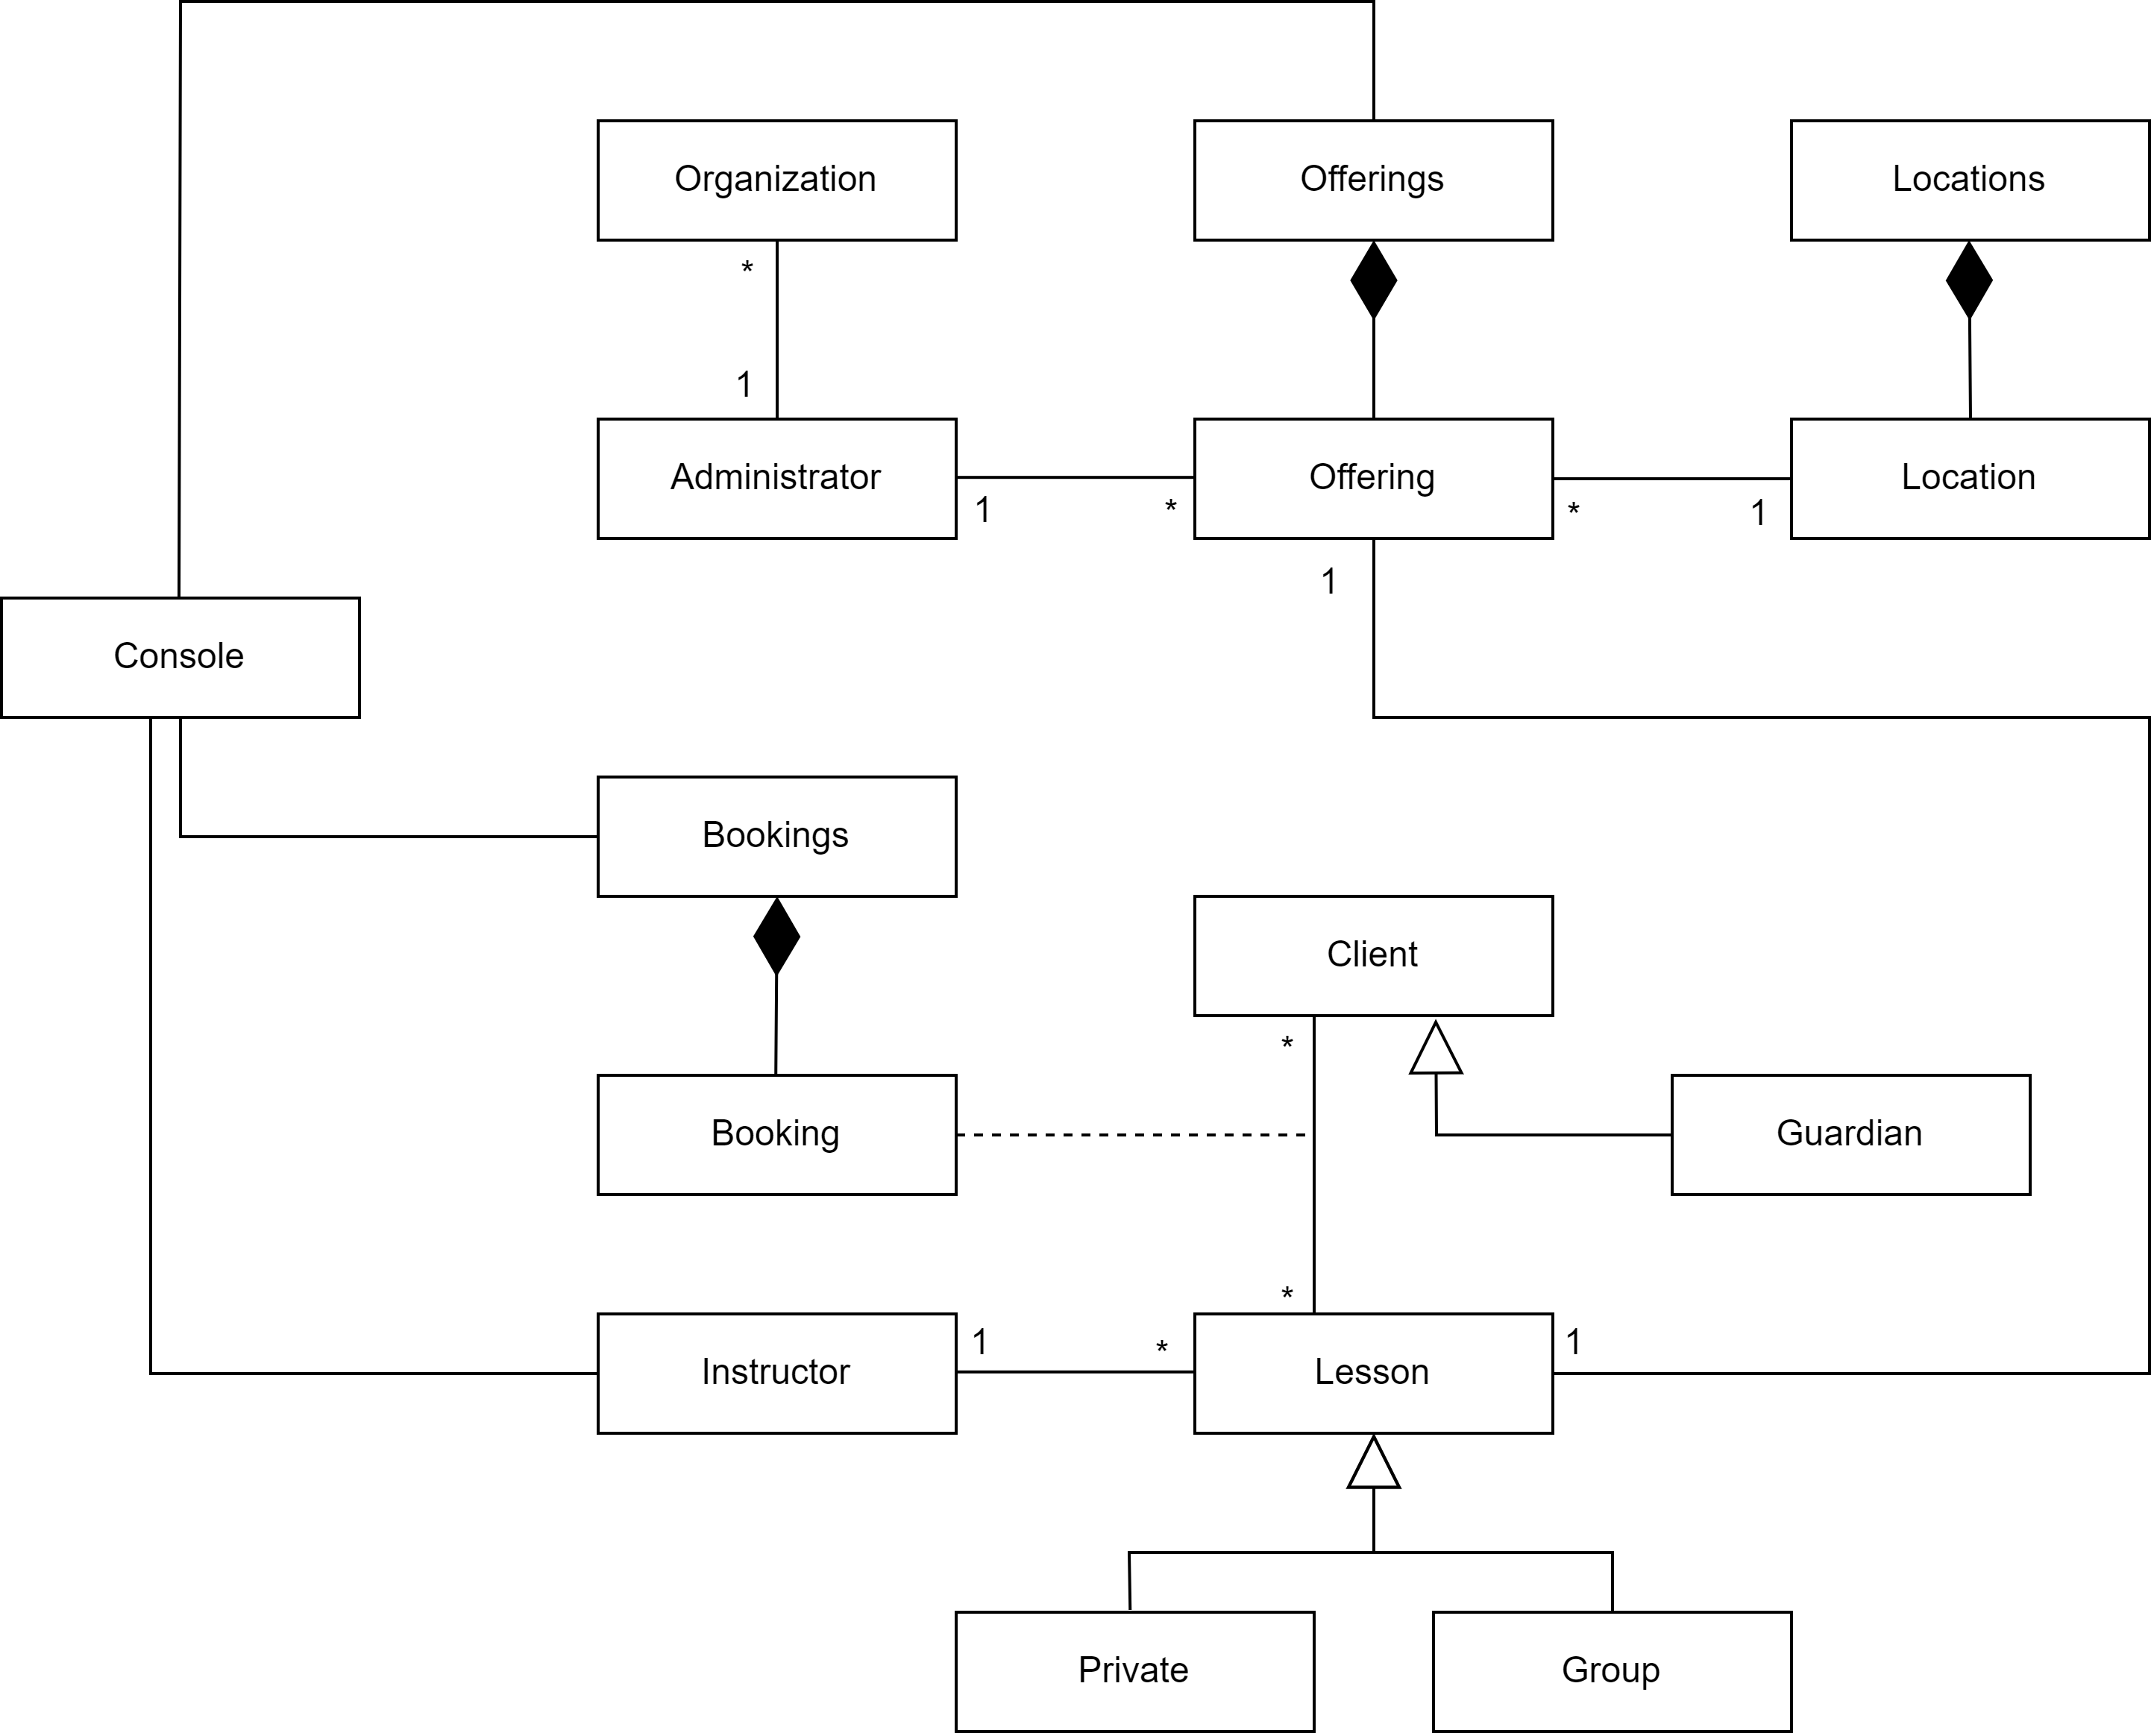 Organization
Offerings
Locations
*
1
Administrator
Offering
Location
1
*
*
1
1
Console
Bookings
Client
*
Booking
Guardian
*
1
*
1
Instructor
Lesson
Private
Group